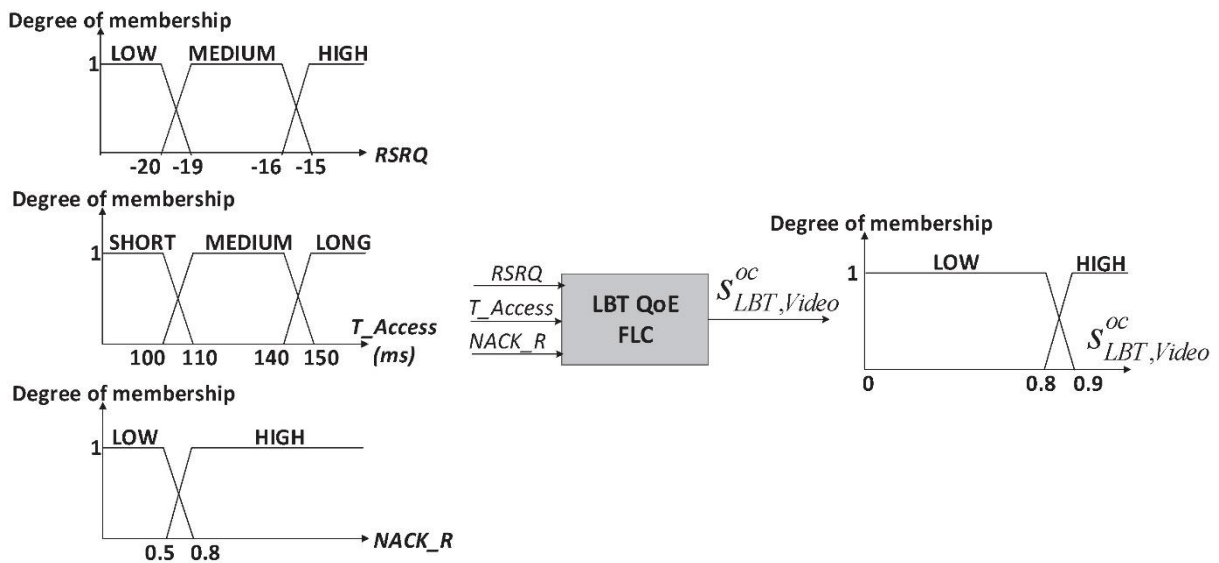 Degree of membership
1
LOW MEDIUM HIGH
-20 -19 -16 -15 RSRQ
Degree of membership
1
SHORT MEDIUM LONG
100 110 140 150 T_Access
(ms)
Degree of membership
1
LOW HIGH
0.5 0.8 NACK_R
RSRQ
T_Access
NACK_R
LBT QoE
FLC
S^{oc}_{LBT,Video}
Degree of membership
1
LOW HIGH
S^{oc}_{LBT,Video}
0 0.8 0.9